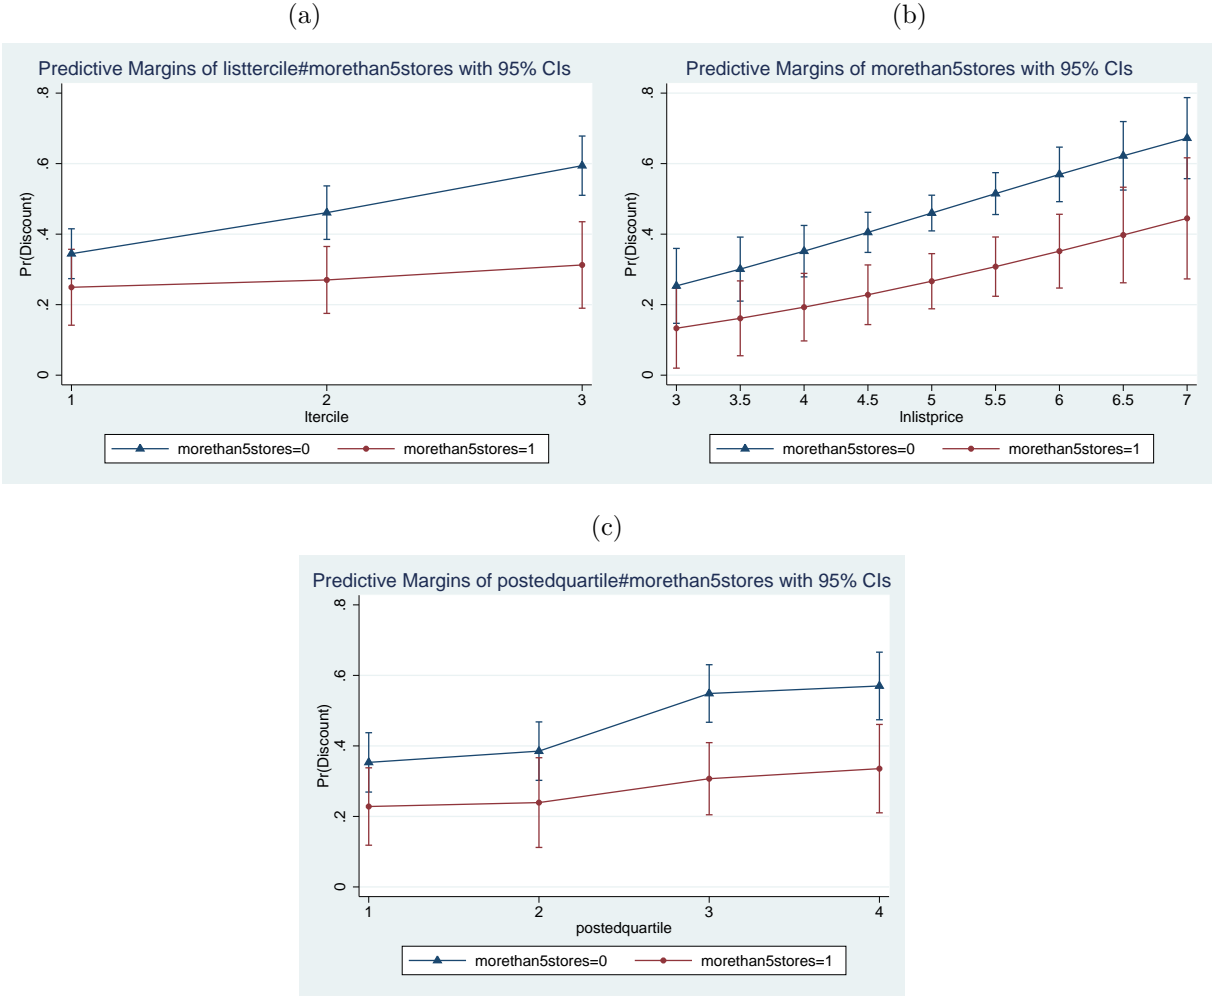 (a)
Predictive Margins of listtercile#morethan5stores with 95% CIs
Pr(Discount)
.8
.6
.4
.2
0
1 2 3
ltercile
morethan5stores=0 morethan5stores=1
(b)
Predictive Margins of morethan5stores with 95% CIs
Pr(Discount)
.8
.6
.4
.2
0
3 3.5 4 4.5 5 5.5 6 6.5 7
lnlistprice
morethan5stores=0 morethan5stores=1
(c)
Predictive Margins of postedquartile#morethan5stores with 95% CIs
Pr(Discount)
.8
.6
.4
.2
0
1 2 3 4
postedquartile
morethan5stores=0 morethan5stores=1